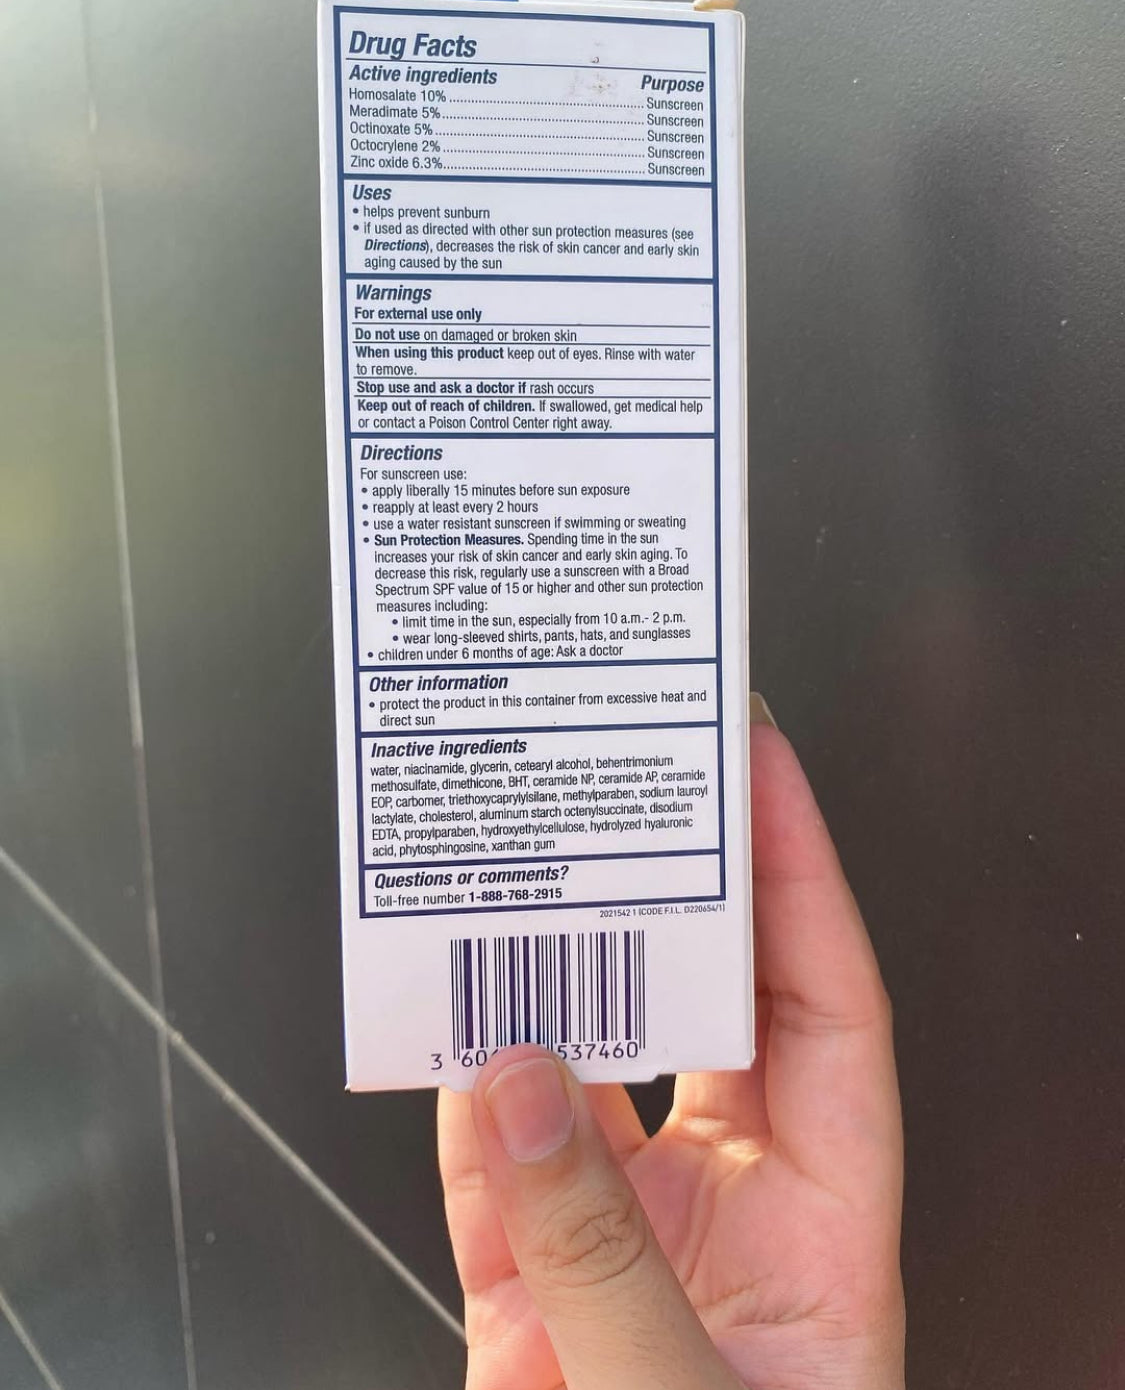 Drug Facts
Active ingredients Purpose
Homosalate 10% Sunscreen
Meradimate 5% Sunscreen
Octinoxate 5% Sunscreen
Octocrylene 2% Sunscreen
Zinc oxide 6.3% Sunscreen
Uses
• helps prevent sunburn
• if used as directed with other sun protection measures (see
Directions), decreases the risk of skin cancer and early skin
aging caused by the sun
Warnings
For external use only
Do not use on damaged or broken skin
When using this product keep out of eyes. Rinse with water
to remove.
Stop use and ask a doctor if rash occurs
Keep out of reach of children. If swallowed, get medical help
or contact a Poison Control Center right away.
Directions
For sunscreen use:
• apply liberally 15 minutes before sun exposure
• reapply at least every 2 hours
• use a water resistant sunscreen if swimming or sweating
• Sun Protection Measures. Spending time in the sun
increases your risk of skin cancer and early skin aging. To
decrease this risk, regularly use a sunscreen with a Broad
Spectrum SPF value of 15 or higher and other sun protection
measures including:
• limit time in the sun, especially from 10 a.m.- 2 p.m.
• wear long-sleeved shirts, pants, hats, and sunglasses
• children under 6 months of age: Ask a doctor
Other information
• protect the product in this container from excessive heat and
direct sun
Inactive ingredients
water, niacinamide, glycerin, cetearyl alcohol, behentrimonium
methosulfate, dimethicone, BHT, ceramide NP, ceramide AP, ceramide
EOP, carbomer, triethoxycaprylylsilane, methylparaben, sodium lauroyl
lactylate, cholesterol, aluminum starch octenylsuccinate, disodium
EDTA, propylparaben, hydroxyethylcellulose, hydrolyzed hyaluronic
acid, phytosphingosine, xanthan gum
Questions or comments?
Toll-free number 1-888-768-2915
2021542 1 (CODE F.I.L. D220654/1)
3 60 537460